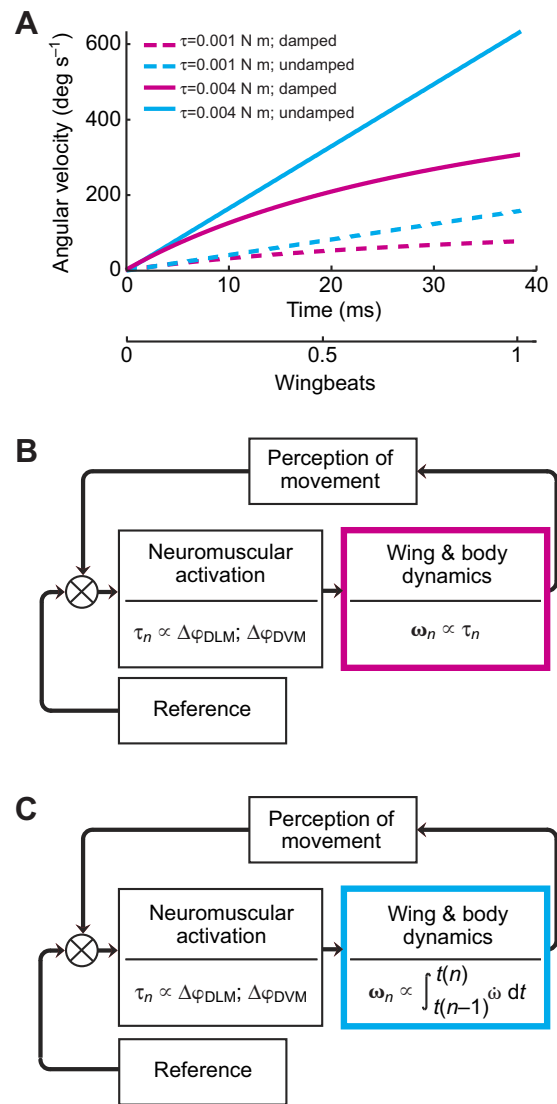 A
600
400
200
0
Angular velocity (deg s⁻¹)
τ=0.001 N m; damped
τ=0.001 N m; undamped
τ=0.004 N m; damped
τ=0.004 N m; undamped
0 10 20 30 40
Time (ms)
0 0.5 1
Wingbeats
B
Perception of
movement
Neuromuscular
activation
τn ∝ ΔφDLM; ΔφDVM
Wing & body
dynamics
ωn ∝ τn
Reference
C
Perception of
movement
Neuromuscular
activation
τn ∝ ΔφDLM; ΔφDVM
Wing & body
dynamics
ωn ∝ ∫t(n−1)t(n) ω̇ dt
Reference